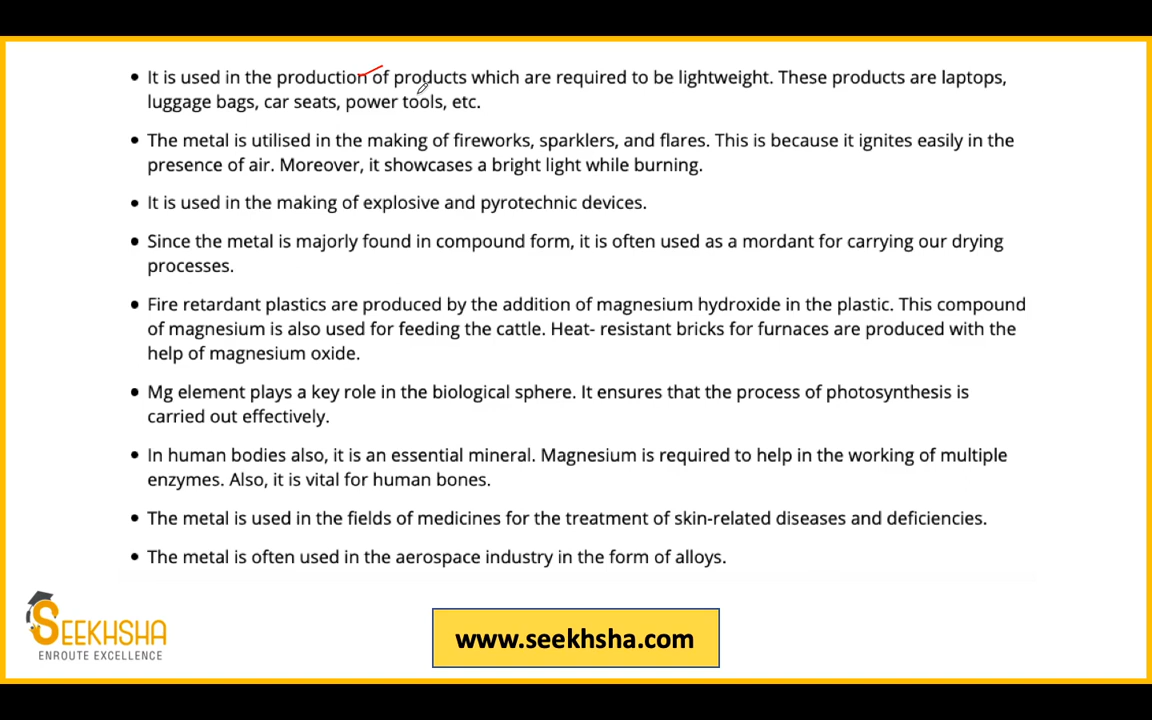 • It is used in the production of products which are required to be lightweight. These products are laptops,
luggage bags, car seats, power tools, etc.
• The metal is utilised in the making of fireworks, sparklers, and flares. This is because it ignites easily in the
presence of air. Moreover, it showcases a bright light while burning.
• It is used in the making of explosive and pyrotechnic devices.
• Since the metal is majorly found in compound form, it is often used as a mordant for carrying our drying
processes.
• Fire retardant plastics are produced by the addition of magnesium hydroxide in the plastic. This compound
of magnesium is also used for feeding the cattle. Heat- resistant bricks for furnaces are produced with the
help of magnesium oxide.
• Mg element plays a key role in the biological sphere. It ensures that the process of photosynthesis is
carried out effectively.
• In human bodies also, it is an essential mineral. Magnesium is required to help in the working of multiple
enzymes. Also, it is vital for human bones.
• The metal is used in the fields of medicines for the treatment of skin-related diseases and deficiencies.
• The metal is often used in the aerospace industry in the form of alloys.
SEEKHSHA
ENROUTE EXCELLENCE
www.seekhsha.com